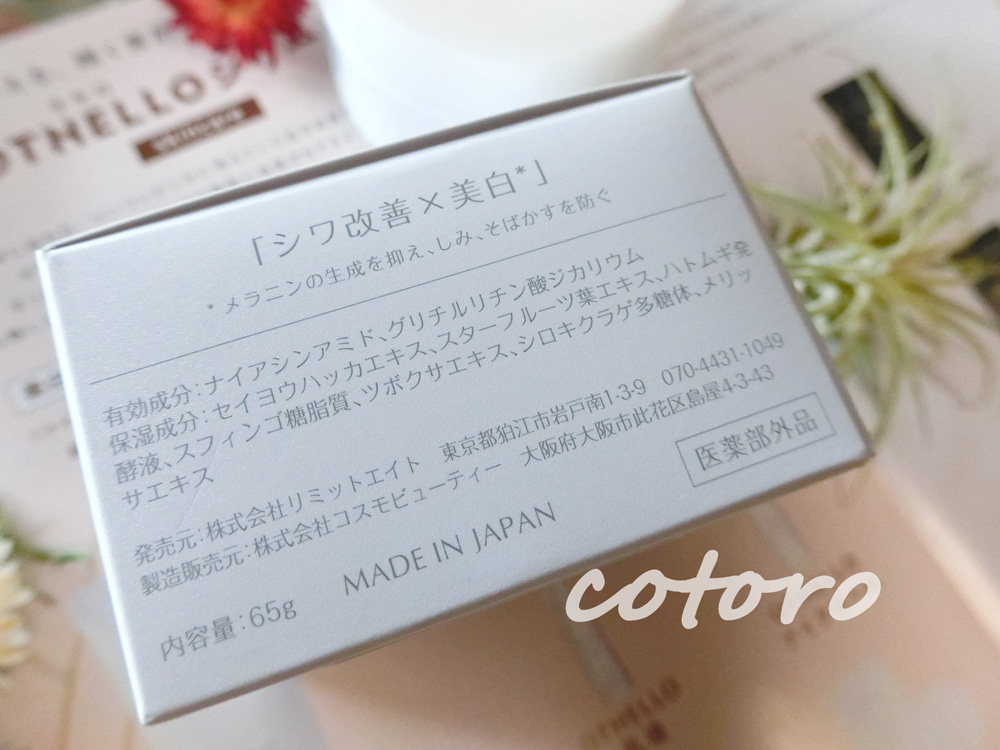 OTHELLOシ
「シワ改善×美白*」
*メラニンの生成を抑え、しみ、そばかすを防ぐ
有効成分：ナイアシンアミド、グリチルリチン酸ジカリウム
保湿成分：セイヨウハッカエキス、スターフルーツ葉エキス、ハトムギ発
酵液、スフィンゴ糖脂質、ツボクサエキス、シロキクラゲ多糖体、メリッ
サエキス
発売元：株式会社リミットエイト 東京都狛江市岩戸南1-3-9 070-4431-1049
製造販売元：株式会社コスモビューティー 大阪府大阪市此花区島屋4-3-43
医薬部外品
MADE IN JAPAN
内容量：65g
cotoro
OTHELLO